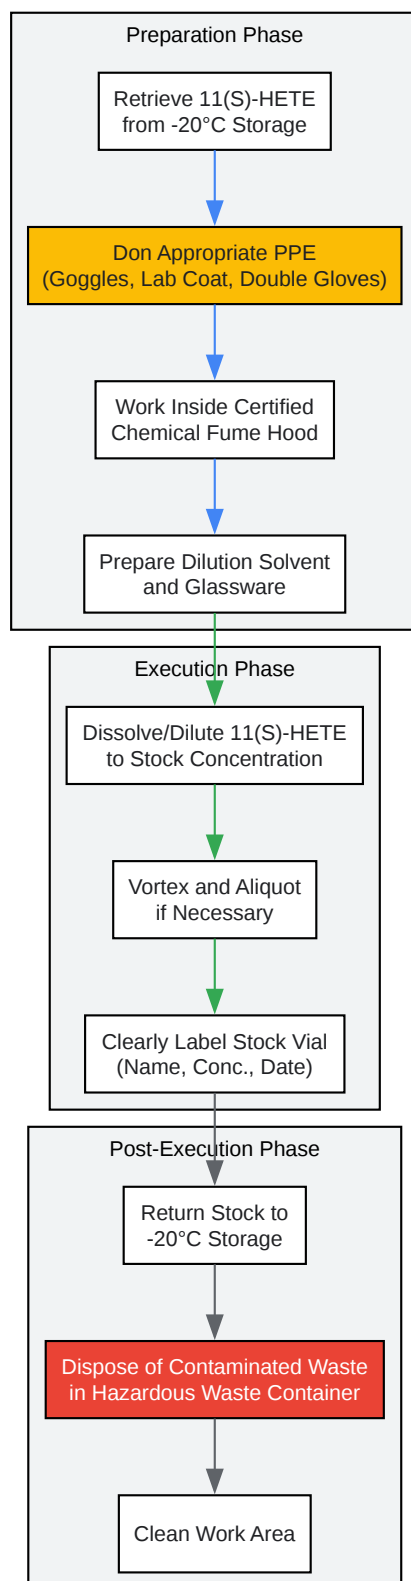 Preparation Phase
Retrieve 11(S)-HETE
from -20°C Storage
Don Appropriate PPE
(Goggles, Lab Coat, Double Gloves)
Work Inside Certified
Chemical Fume Hood
Prepare Dilution Solvent
and Glassware
Execution Phase
Dissolve/Dilute 11(S)-HETE
to Stock Concentration
Vortex and Aliquot
if Necessary
Clearly Label Stock Vial
(Name, Conc., Date)
Post-Execution Phase
Return Stock to
-20°C Storage
Dispose of Contaminated Waste
in Hazardous Waste Container
Clean Work Area